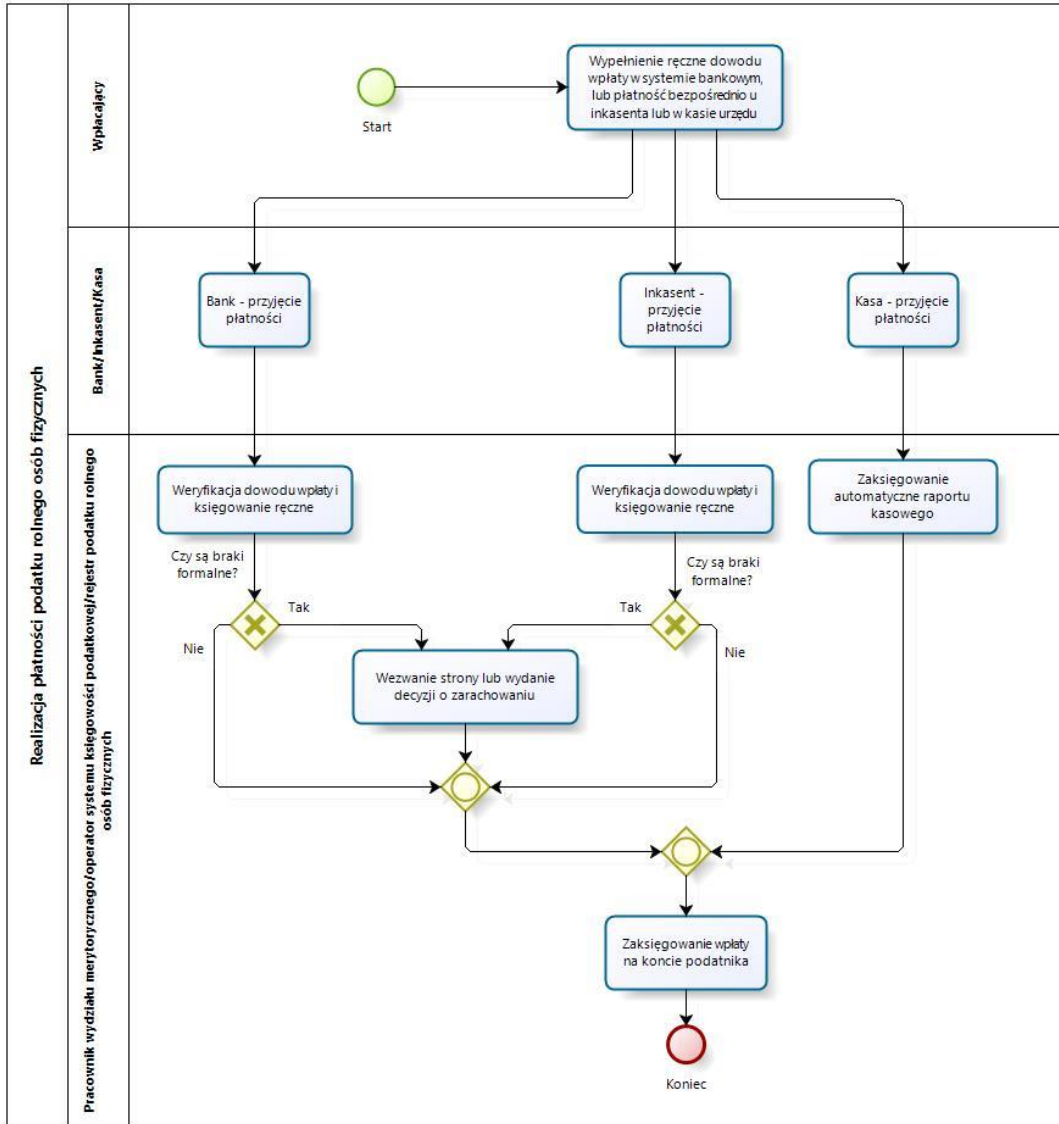 Realizacja płatności podatku rolnego osób fizycznych
Wpłacający
Start
Wypełnienie ręczne dowodu
wpłaty w systemie bankowym,
lub płatność bezpośrednio u
inkasenta lub w kasie urzędu
Bank/Inkasent/Kasa
Bank - przyjęcie
płatności
Inkasent -
przyjęcie
płatności
Kasa - przyjęcie
płatności
Pracownik wydziału merytorycznego/operator systemu księgowości podatkowej/rejestr podatku rolnego
osób fizycznych
Weryfikacja dowodu wpłaty i
księgowanie ręczne
Weryfikacja dowodu wpłaty i
księgowanie ręczne
Zaksięgowanie
automatyczne raportu
kasowego
Czy są braki
formalne?
Czy są braki
formalne?
Tak
Tak
Nie
Nie
Wezwanie strony lub wydanie
decyzji o zarachowaniu
Zaksięgowanie wpłaty
na koncie podatnika
Koniec